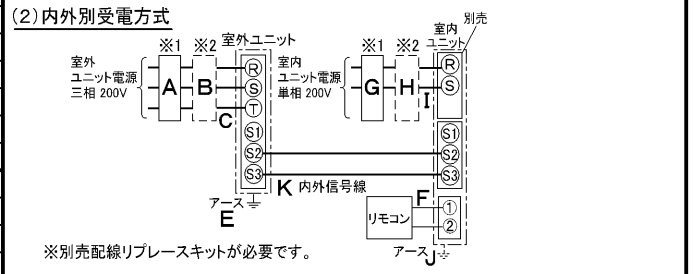 (2)内外別受電方式
別売
※1 ※2 室外ユニット
室外
ユニット電源
三相 200V
A
B
C
R
S
T
S1
S2
S3
アース
E
※1 ※2
室内
ユニット
室内
ユニット電源
単相 200V
G
H
I
R
S
S1
S2
S3
K 内外信号線
F
リモコン
1
2
アース
J
※別売配線リプレースキットが必要です。